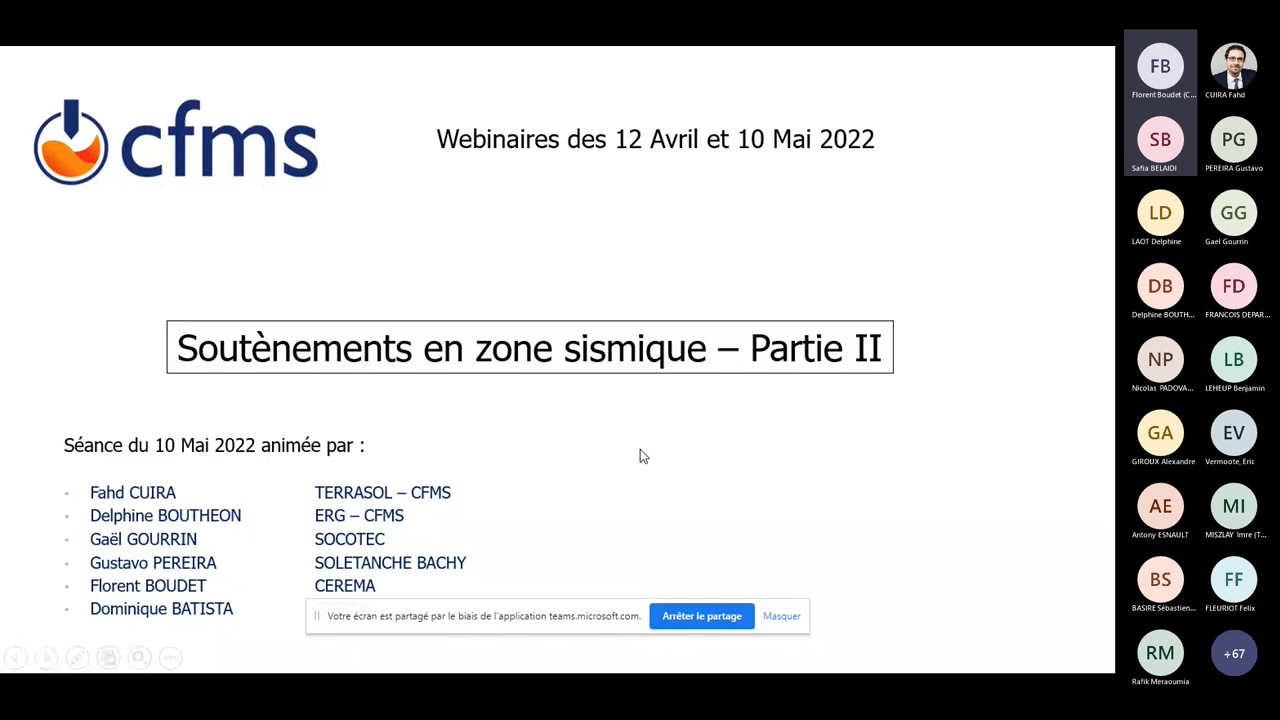 cfms
Webinaires des 12 Avril et 10 Mai 2022
Soutènements en zone sismique – Partie II
Séance du 10 Mai 2022 animée par :
Fahd CUIRA TERRASOL – CFMS
Delphine BOUTHEON ERG – CFMS
Gaël GOURRIN SOCOTEC
Gustavo PEREIRA SOLETANCHE BACHY
Florent BOUDET CEREMA
Dominique BATISTA
Votre écran est partagé par le biais de l'application teams.microsoft.com. Arrêter le partage Masquer
FB
Florent Boudet (C... CUIRA Fahd
SB PG
Safia BELAIDI PEREIRA Gustavo
LD GG
LAOT Delphine Gael Gourrin
DB FD
Delphine BOUTH... FRANCOIS DEPAR...
NP LB
Nicolas PADOVA... LEHEUP Benjamin
GA EV
GIROUX Alexandre Vermoote, Eric
AE MI
Antony ESNAULT MISZLAY Imre (T...
BS FF
BASIRE Sébastien... FLEURIOT Felix
RM +67
Rafik Meraoumia